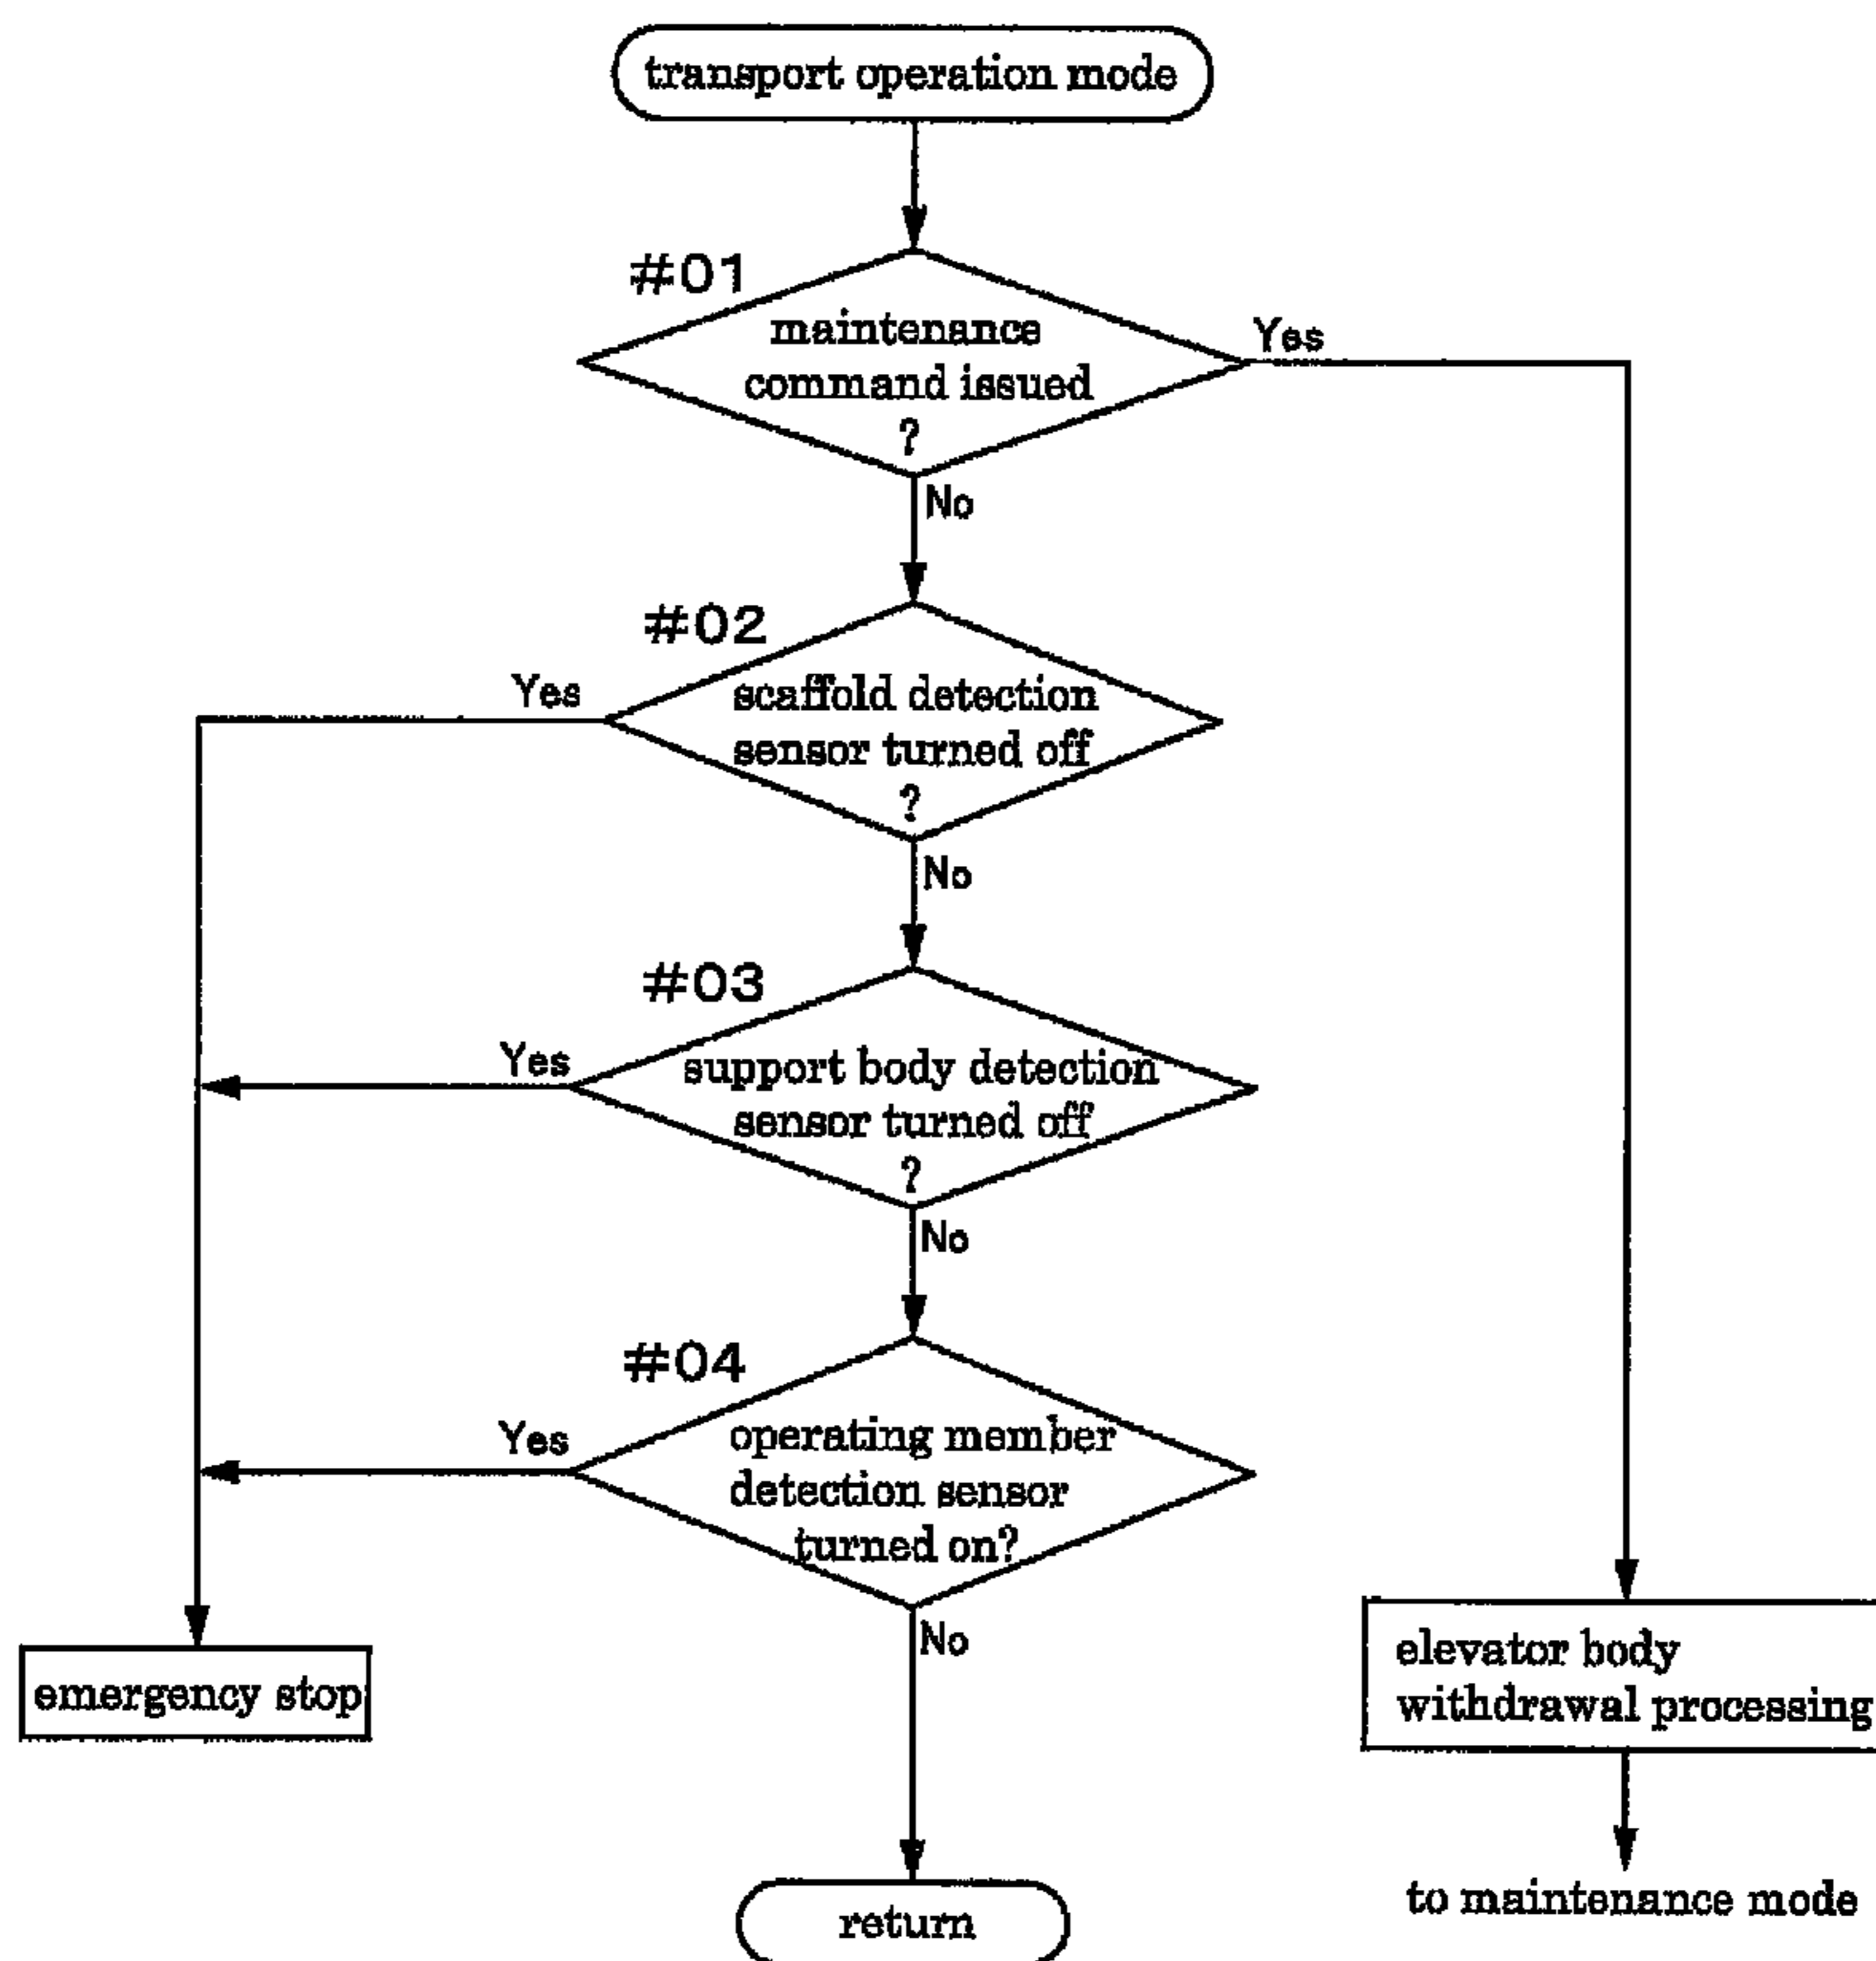 transport operation mode
#01
maintenance
command issued
?
Yes
No
#02
Yes
scaffold detection
sensor turned off
?
No
#03
Yes
support body detection
sensor turned off
?
No
#04
Yes
operating member
detection sensor
turned on?
No
emergency stop
elevator body
withdrawal processing
return
to maintenance mode